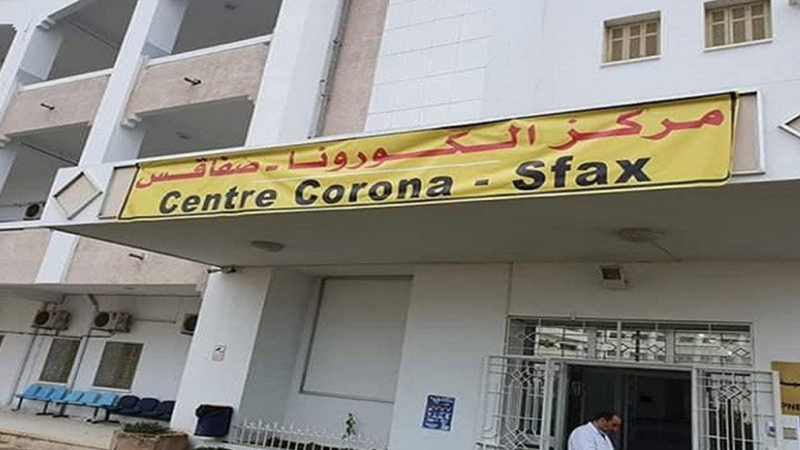 مركز الكورونا - صفاقس
Centre Corona - Sfax